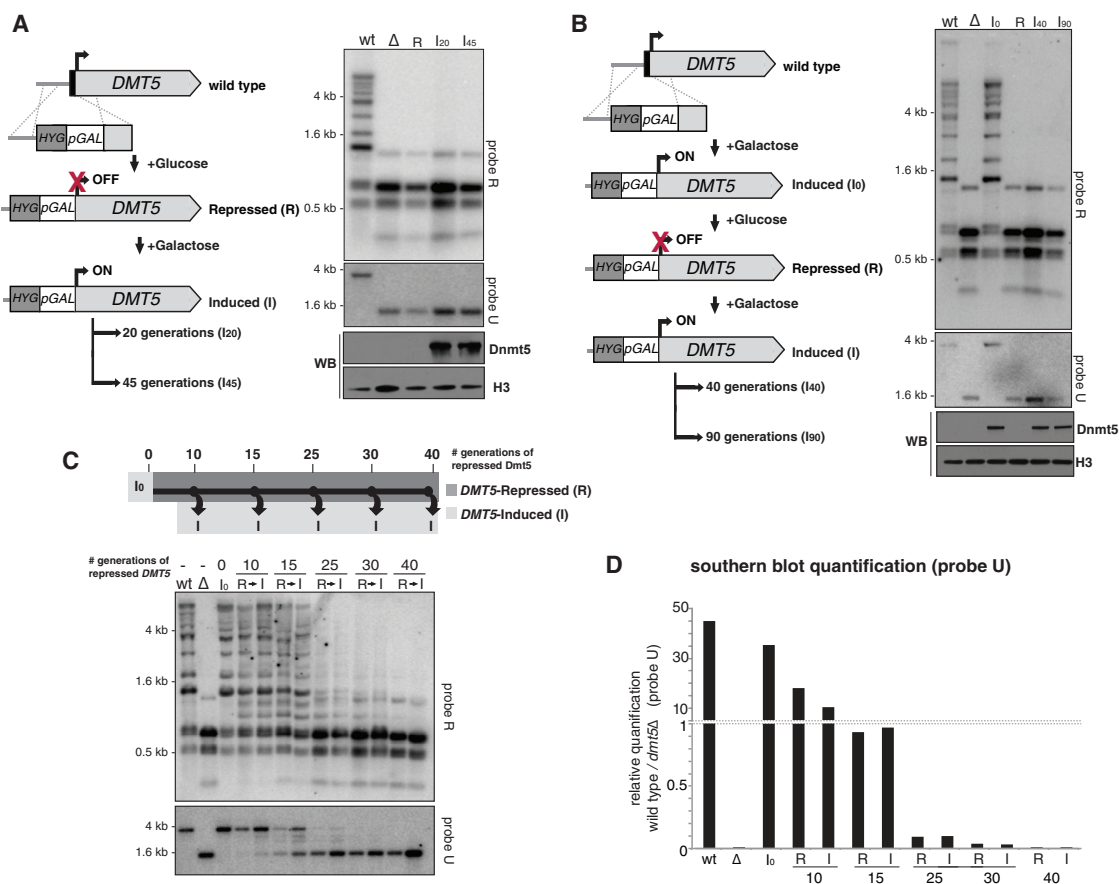 A
DMT5
wild type
HYG pGAL
+Glucose
OFF
HYG pGAL DMT5
Repressed (R)
+Galactose
ON
HYG pGAL DMT5
Induced (I)
20 generations (I20)
45 generations (I45)
wt Δ R I20 I45
4 kb
1.6 kb
0.5 kb
probe R
4 kb
1.6 kb
probe U
WB
Dnmt5
H3
B
DMT5
wild type
HYG pGAL
+Galactose
ON
HYG pGAL DMT5
Induced (I0)
+Glucose
OFF
HYG pGAL DMT5
Repressed (R)
+Galactose
ON
HYG pGAL DMT5
Induced (I)
40 generations (I40)
90 generations (I90)
wt Δ I0 R I40 I90
4 kb
1.6 kb
0.5 kb
probe R
4 kb
1.6 kb
probe U
WB
Dnmt5
H3
C
0 10 15 25 30 40
# generations of
repressed Dmt5
I0
DMT5-Repressed (R)
DMT5-Induced (I)
I I I I I
# generations of
repressed DMT5
- - 0 10 15 25 30 40
wt Δ I0 R I R I R I R I R I
4 kb
1.6 kb
0.5 kb
probe R
4 kb
1.6 kb
probe U
D
southern blot quantification (probe U)
relative quantification
wild type / dmt5Δ (probe U)
50
30
10
1
0.5
0
wt Δ I0 R I R I R I R I R I
10 15 25 30 40